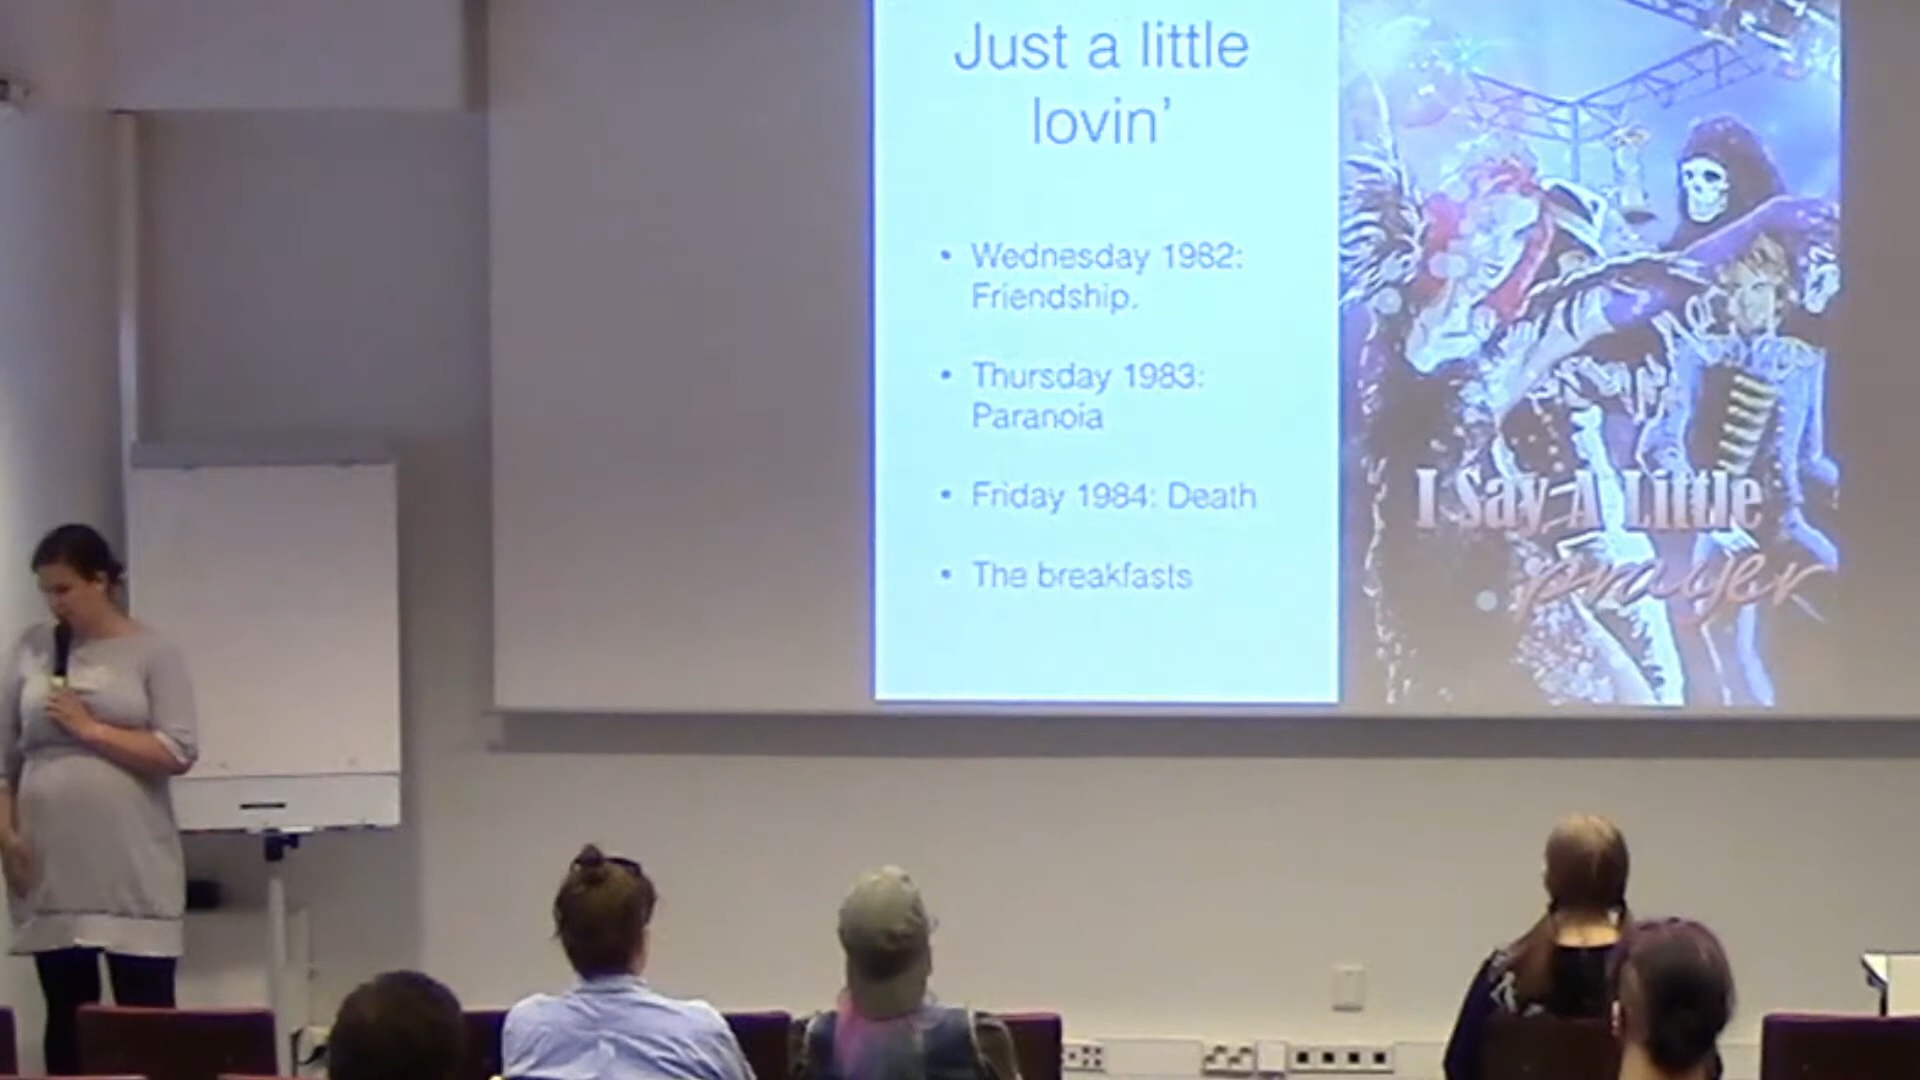 Just a little
lovin’
• Wednesday 1982:
Friendship.
• Thursday 1983:
Paranoia
• Friday 1984: Death
• The breakfasts
I Say A Little
prayer